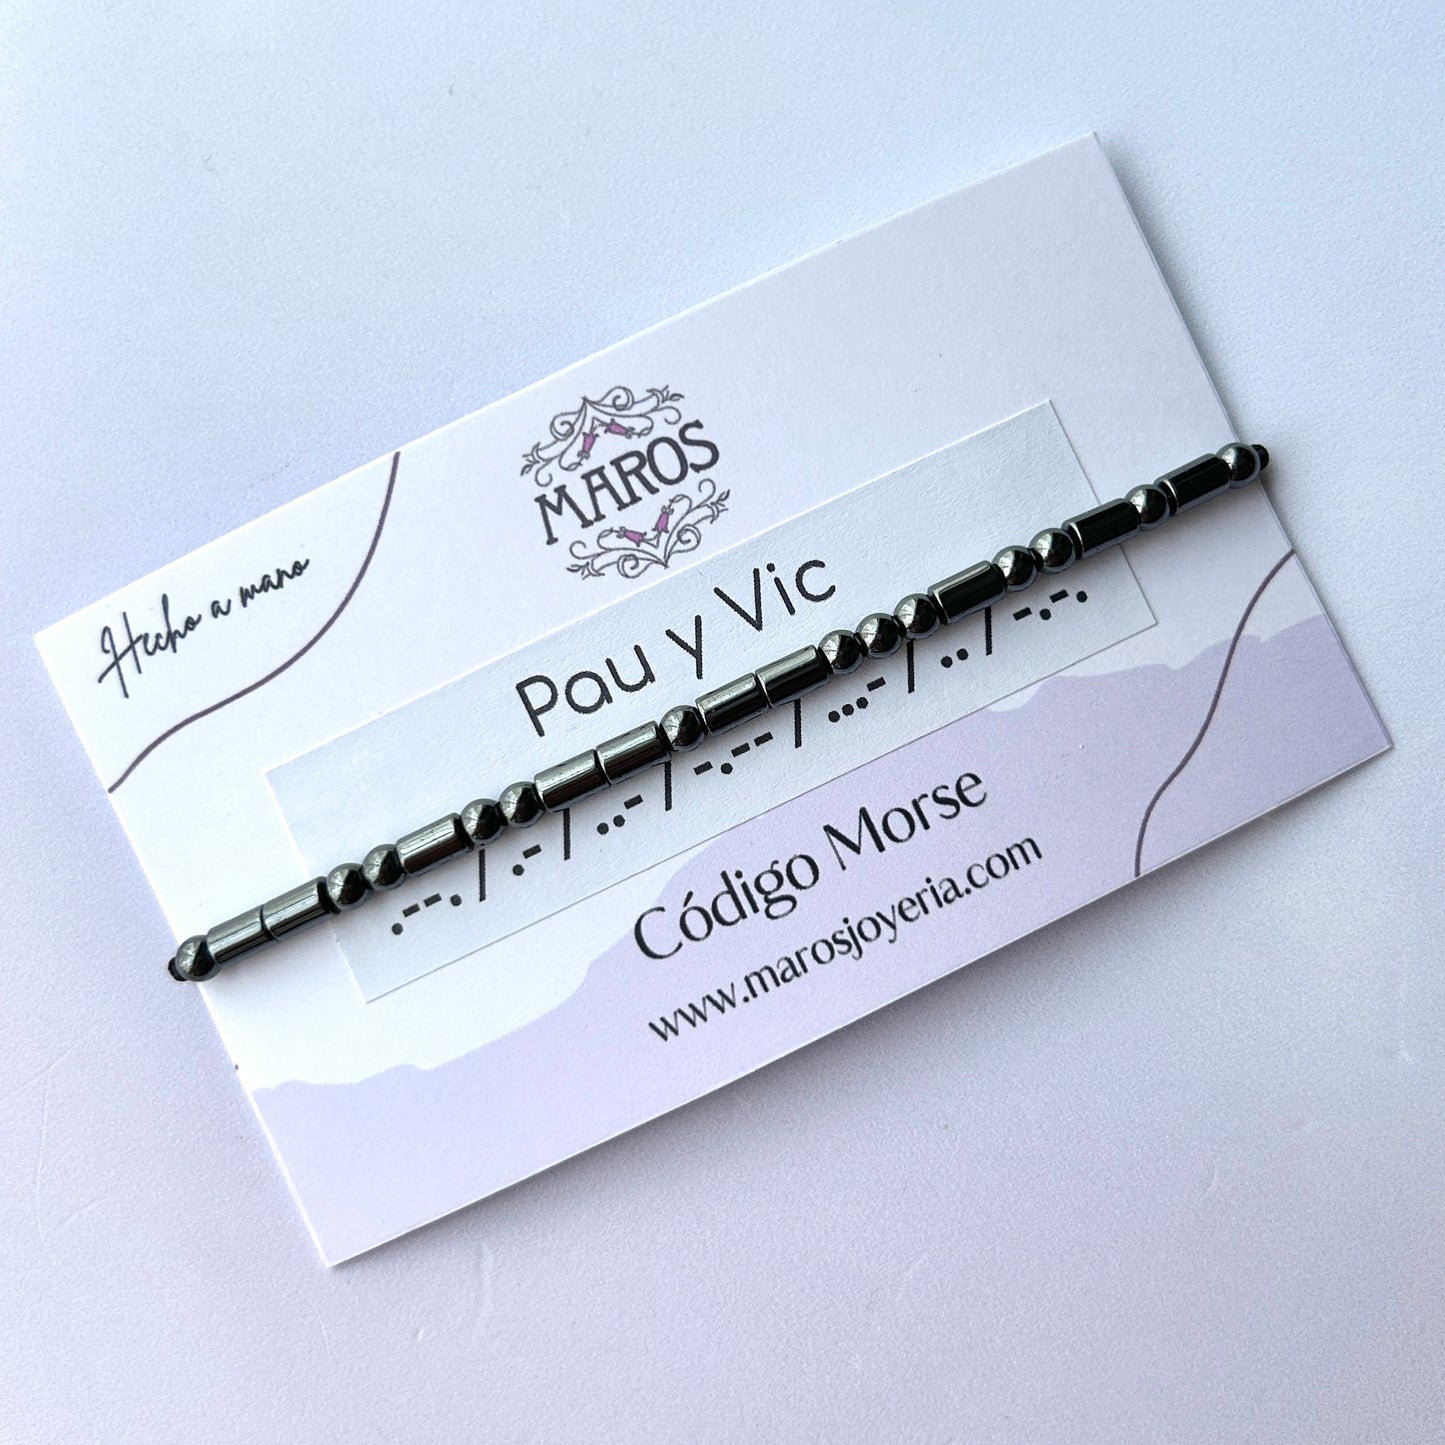 MAROS
Hecho a mano
Pau y Vic
.--. / .- / ..- / -.-- / ...- / .. / -.-.
Código Morse
www.marosjoyeria.com